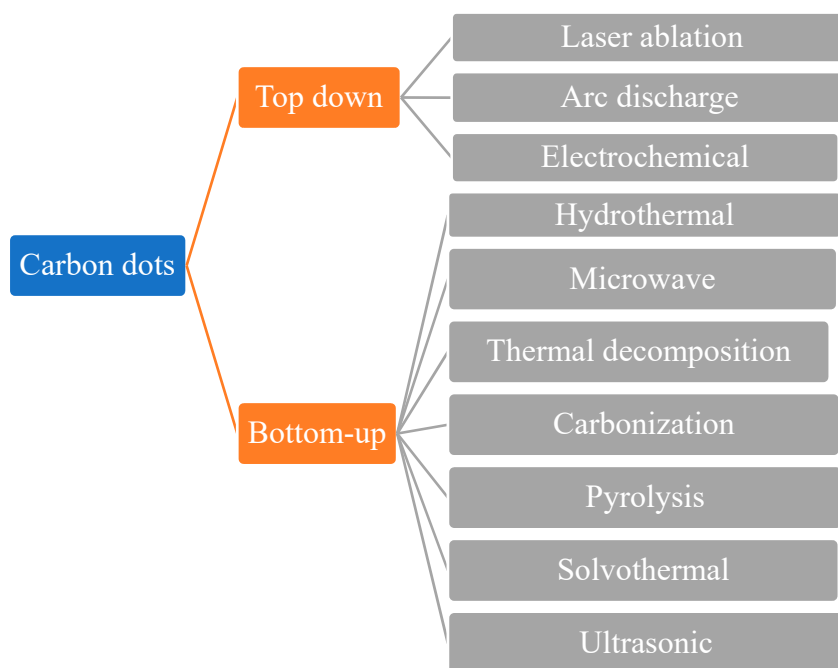 Carbon dots
Top down
Laser ablation
Arc discharge
Electrochemical
Bottom-up
Hydrothermal
Microwave
Thermal decomposition
Carbonization
Pyrolysis
Solvothermal
Ultrasonic